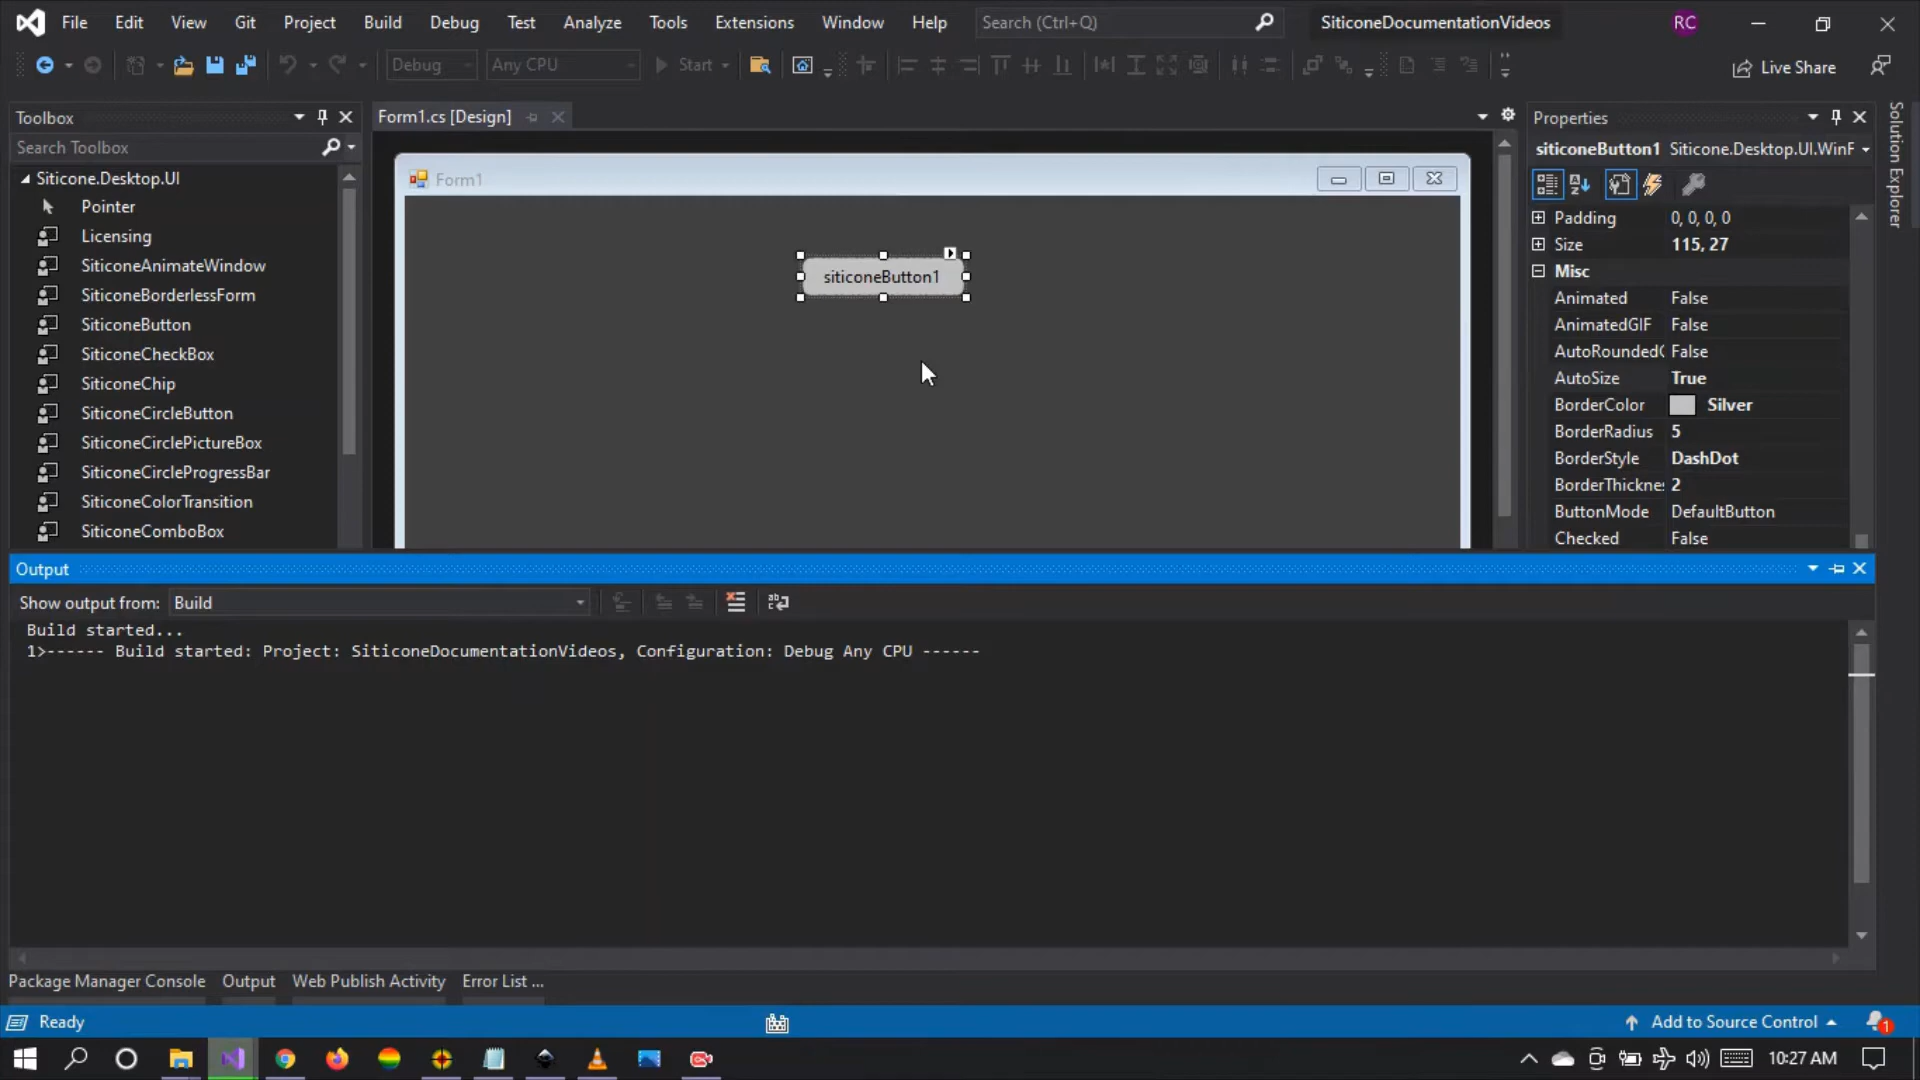 File Edit View Git Project Build Debug Test Analyze Tools Extensions Window Help Search (Ctrl+Q) SiticoneDocumentationVideos RC
Debug Any CPU Start Live Share
Toolbox
Search Toolbox
Siticone.Desktop.UI
Pointer
Licensing
SiticoneAnimateWindow
SiticoneBorderlessForm
SiticoneButton
SiticoneCheckBox
SiticoneChip
SiticoneCircleButton
SiticoneCirclePictureBox
SiticoneCircleProgressBar
SiticoneColorTransition
SiticoneComboBox
Form1.cs [Design]
Form1
siticoneButton1
Properties
siticoneButton1 Siticone.Desktop.UI.WinF
Padding 0, 0, 0, 0
Size 115, 27
Misc
Animated False
AnimatedGIF False
AutoRoundedC False
AutoSize True
BorderColor Silver
BorderRadius 5
BorderStyle DashDot
BorderThicknes 2
ButtonMode DefaultButton
Checked False
Solution Explorer
Output
Show output from: Build
Build started...
1>------ Build started: Project: SiticoneDocumentationVideos, Configuration: Debug Any CPU ------
Package Manager Console Output Web Publish Activity Error List ...
Ready Add to Source Control 1
10:27 AM